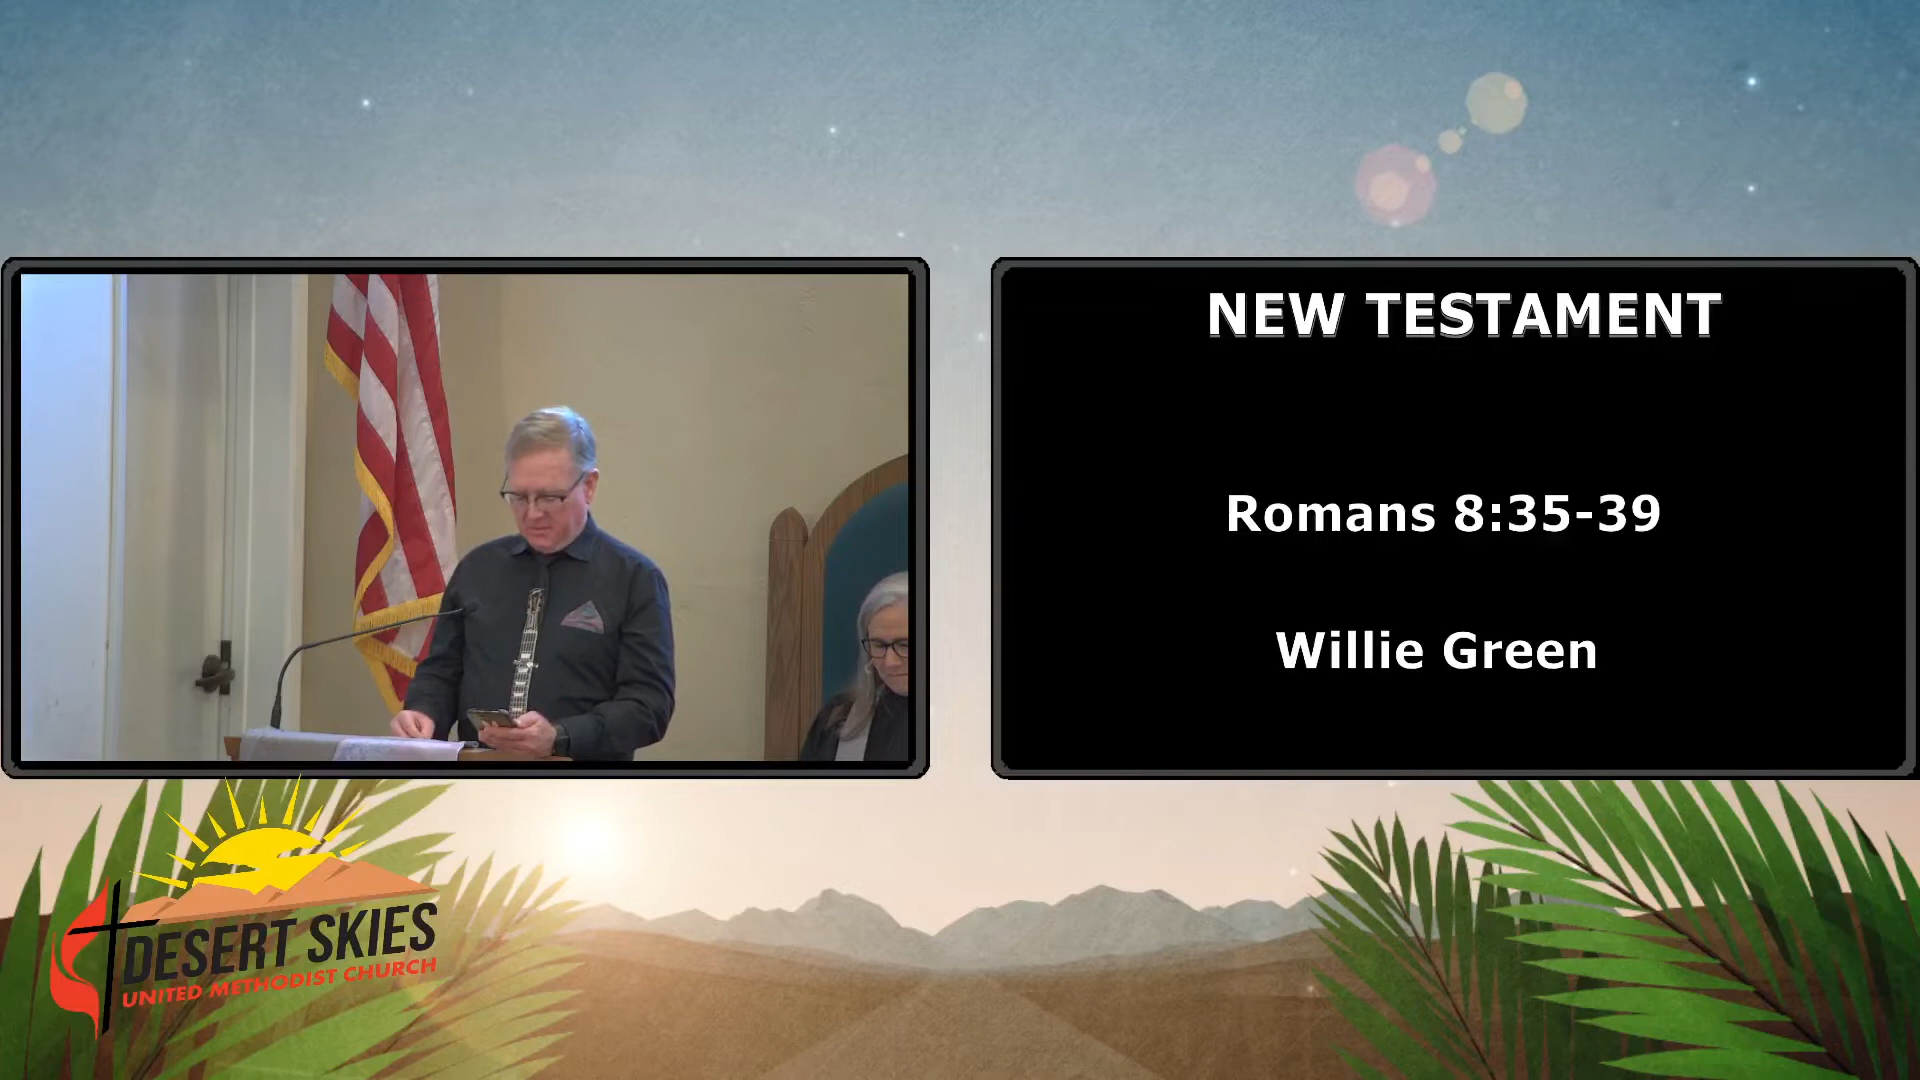 NEW TESTAMENT
Romans 8:35-39
Willie Green
DESERT SKIES
UNITED METHODIST CHURCH